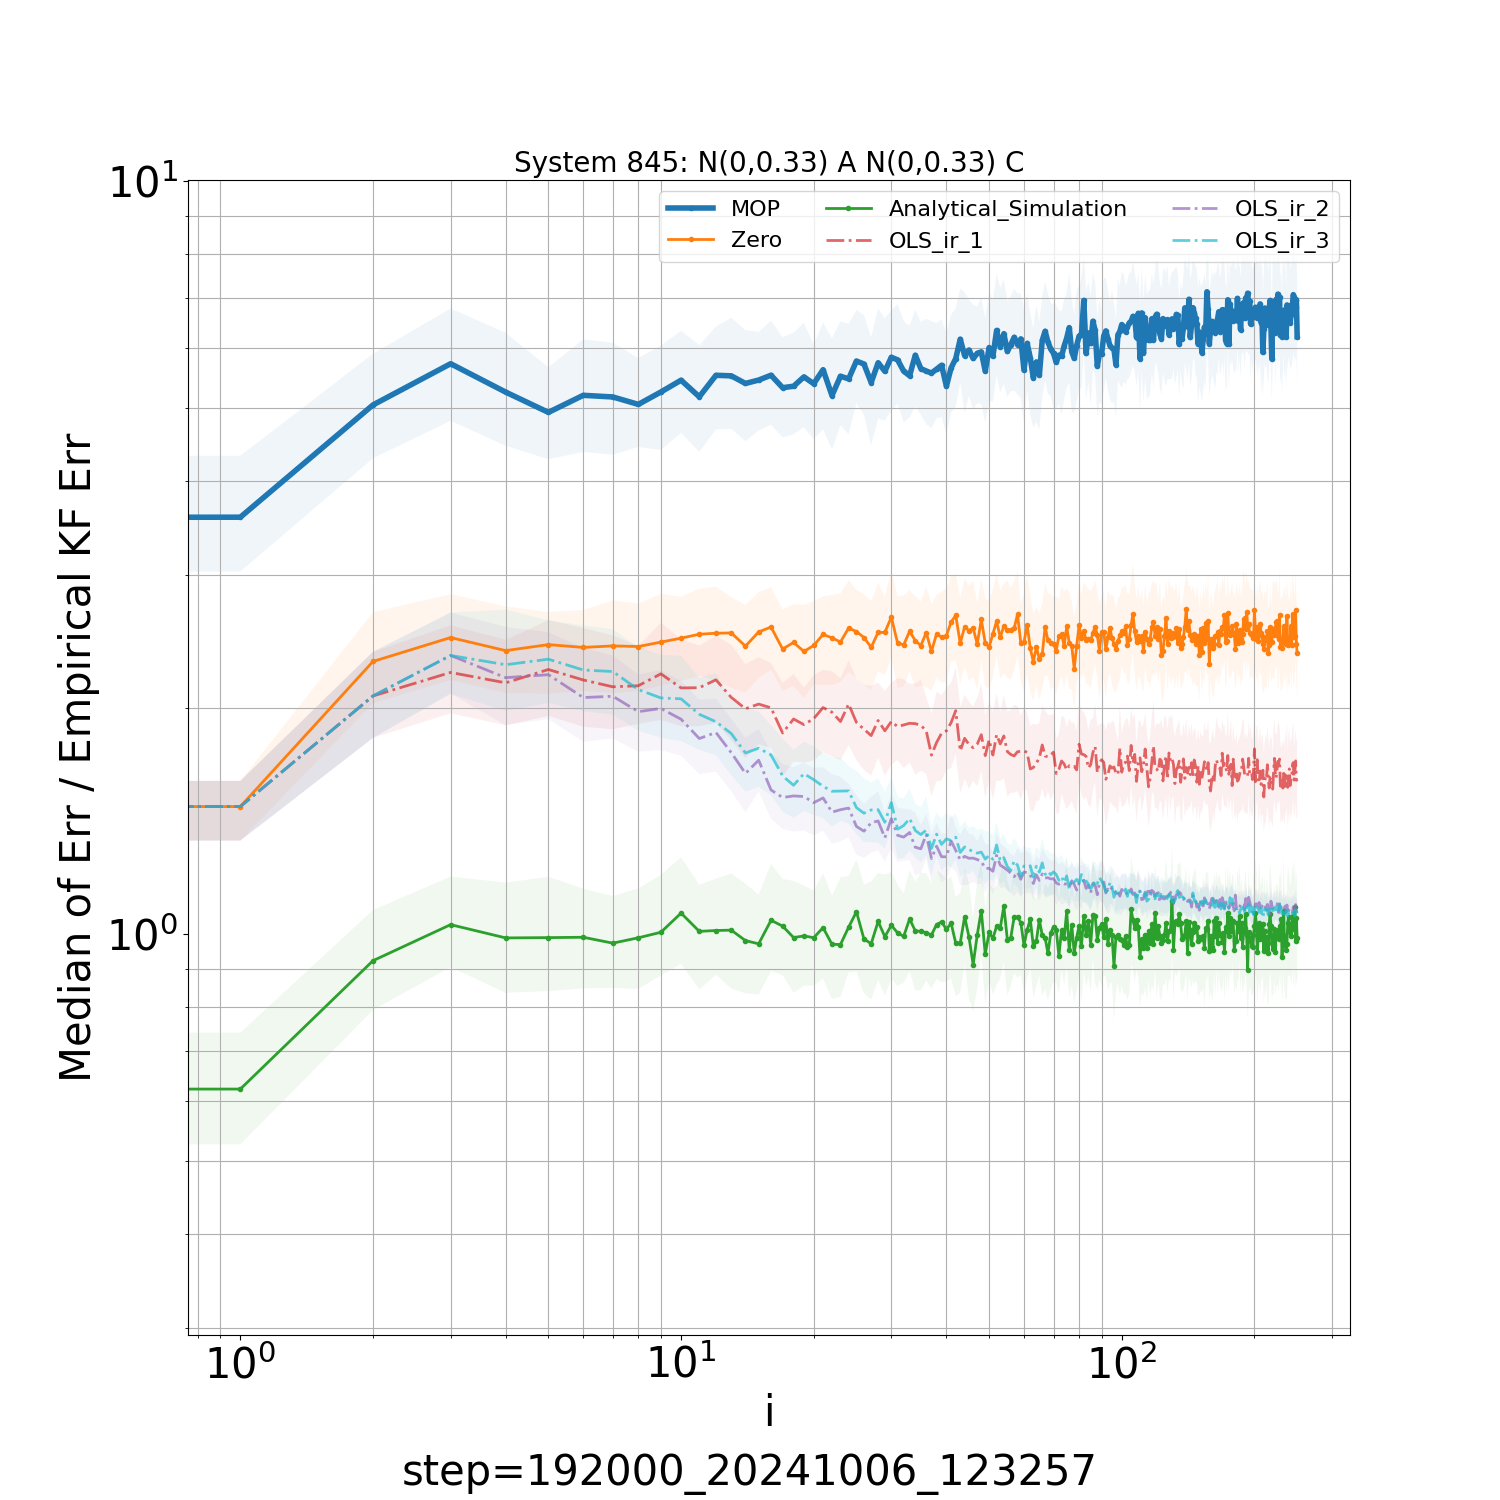 System 845: N(0,0.33) A N(0,0.33) C
MOP
Zero
Analytical_Simulation
OLS_ir_1
OLS_ir_2
OLS_ir_3
Median of Err / Empirical KF Err
10¹
10⁰
10⁰
10¹
10²
i
step=192000_20241006_123257